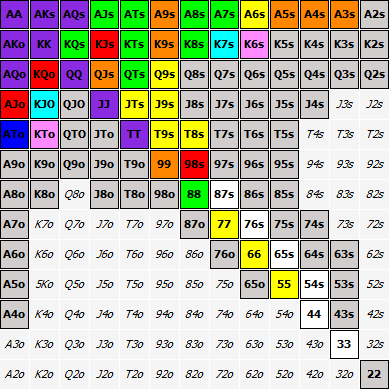 AA AKs AQs AJs ATs A9s A8s A7s A6s A5s A4s A3s A2s
AKo KK KQs KJs KTs K9s K8s K7s K6s K5s K4s K3s K2s
AQo KQo QQ QJs QTs Q9s Q8s Q7s Q6s Q5s Q4s Q3s Q2s
AJo KJO QJO JJ JTs J9s J8s J7s J6s J5s J4s J3s J2s
ATo KTo QTO JTo TT T9s T8s T7s T6s T5s T4s T3s T2s
A9o K9o Q9o J9o T9o 99 98s 97s 96s 95s 94s 93s 92s
A8o K8o Q8o J8o T8o 98o 88 87s 86s 85s 84s 83s 82s
A7o K7o Q7o J7o T7o 97o 87o 77 76s 75s 74s 73s 72s
A6o K6o Q6o J6o T6o 96o 86o 76o 66 65s 64s 63s 62s
A5o 5Ko Q5o J5o T5o 95o 85o 75o 65o 55 54s 53s 52s
A4o K4o Q4o J4o T4o 94o 84o 74o 64o 54o 44 43s 42s
A3o K3o Q3o J3o T3o 93o 83o 73o 63o 53o 43o 33 32s
A2o K2o Q2o J2o T2o 92o 82o 72o 62o 52o 42o 32o 22